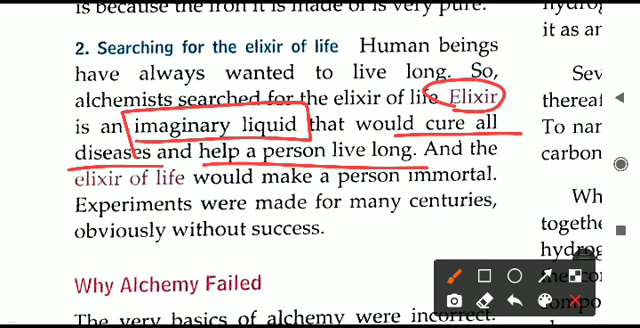 is because the iron it is made of is very pure.
2. Searching for the elixir of life Human beings
have always wanted to live long. So,
alchemists searched for the elixir of life. Elixir
is an imaginary liquid that would cure all
diseases and help a person live long. And the
elixir of life would make a person immortal.
Experiments were made for many centuries,
obviously without success.
Why Alchemy Failed
The very basics of alchemy were incorrect.
it as an
Sev
thereaf
To nar
carbon
Wh
togethe
hydrog